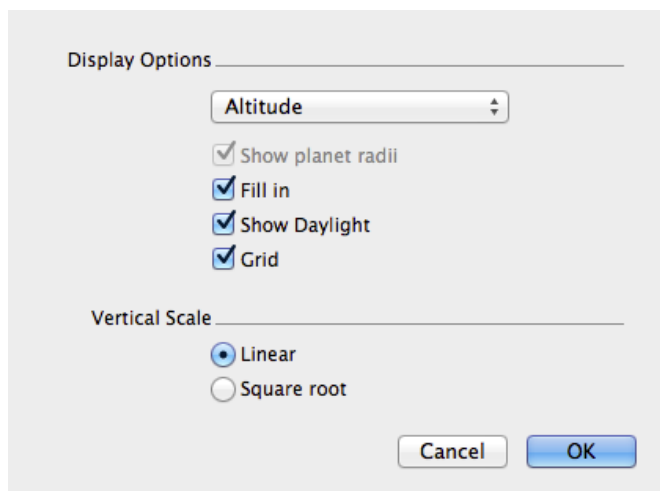 Display Options
Altitude
Show planet radii
Fill in
Show Daylight
Grid
Vertical Scale
Linear
Square root
Cancel OK